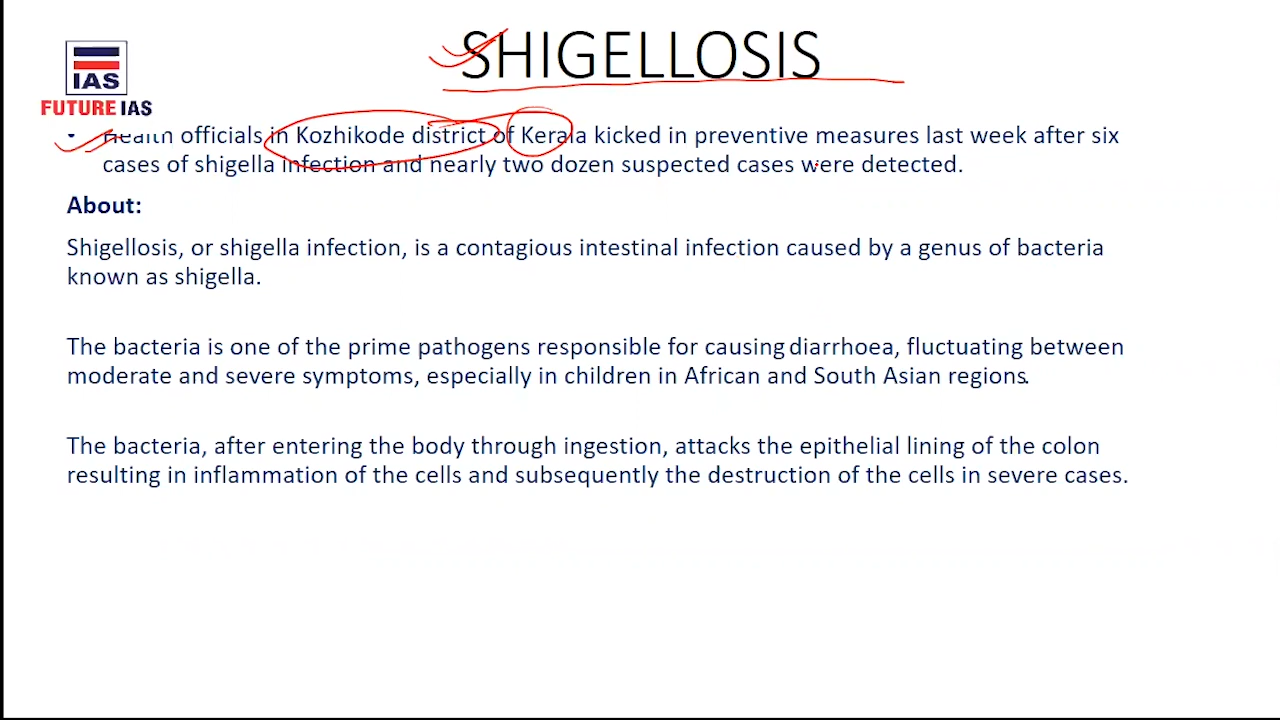 SHIGELLOSIS
IAS
FUTURE IAS
• Health officials in Kozhikode district of Kerala kicked in preventive measures last week after six
cases of shigella infection and nearly two dozen suspected cases were detected.
About:
Shigellosis, or shigella infection, is a contagious intestinal infection caused by a genus of bacteria
known as shigella.
The bacteria is one of the prime pathogens responsible for causing diarrhoea, fluctuating between
moderate and severe symptoms, especially in children in African and South Asian regions.
The bacteria, after entering the body through ingestion, attacks the epithelial lining of the colon
resulting in inflammation of the cells and subsequently the destruction of the cells in severe cases.